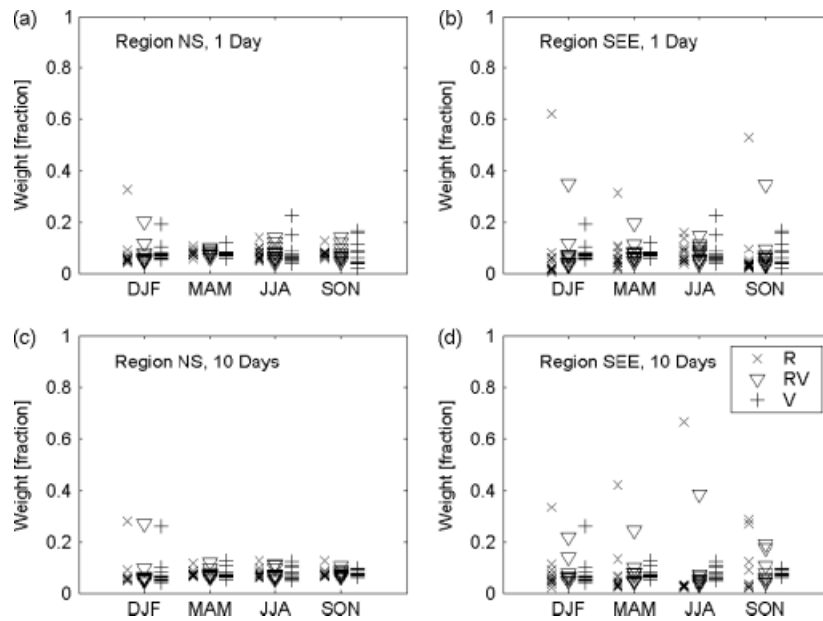 (a)
Region NS, 1 Day
Weight [fraction]
1
0.8
0.6
0.4
0.2
0
DJF MAM JJA SON
(b)
Region SEE, 1 Day
Weight [fraction]
1
0.8
0.6
0.4
0.2
0
DJF MAM JJA SON
(c)
Region NS, 10 Days
Weight [fraction]
1
0.8
0.6
0.4
0.2
0
DJF MAM JJA SON
(d)
Region SEE, 10 Days
Weight [fraction]
1
0.8
0.6
0.4
0.2
0
DJF MAM JJA SON
R
RV
V